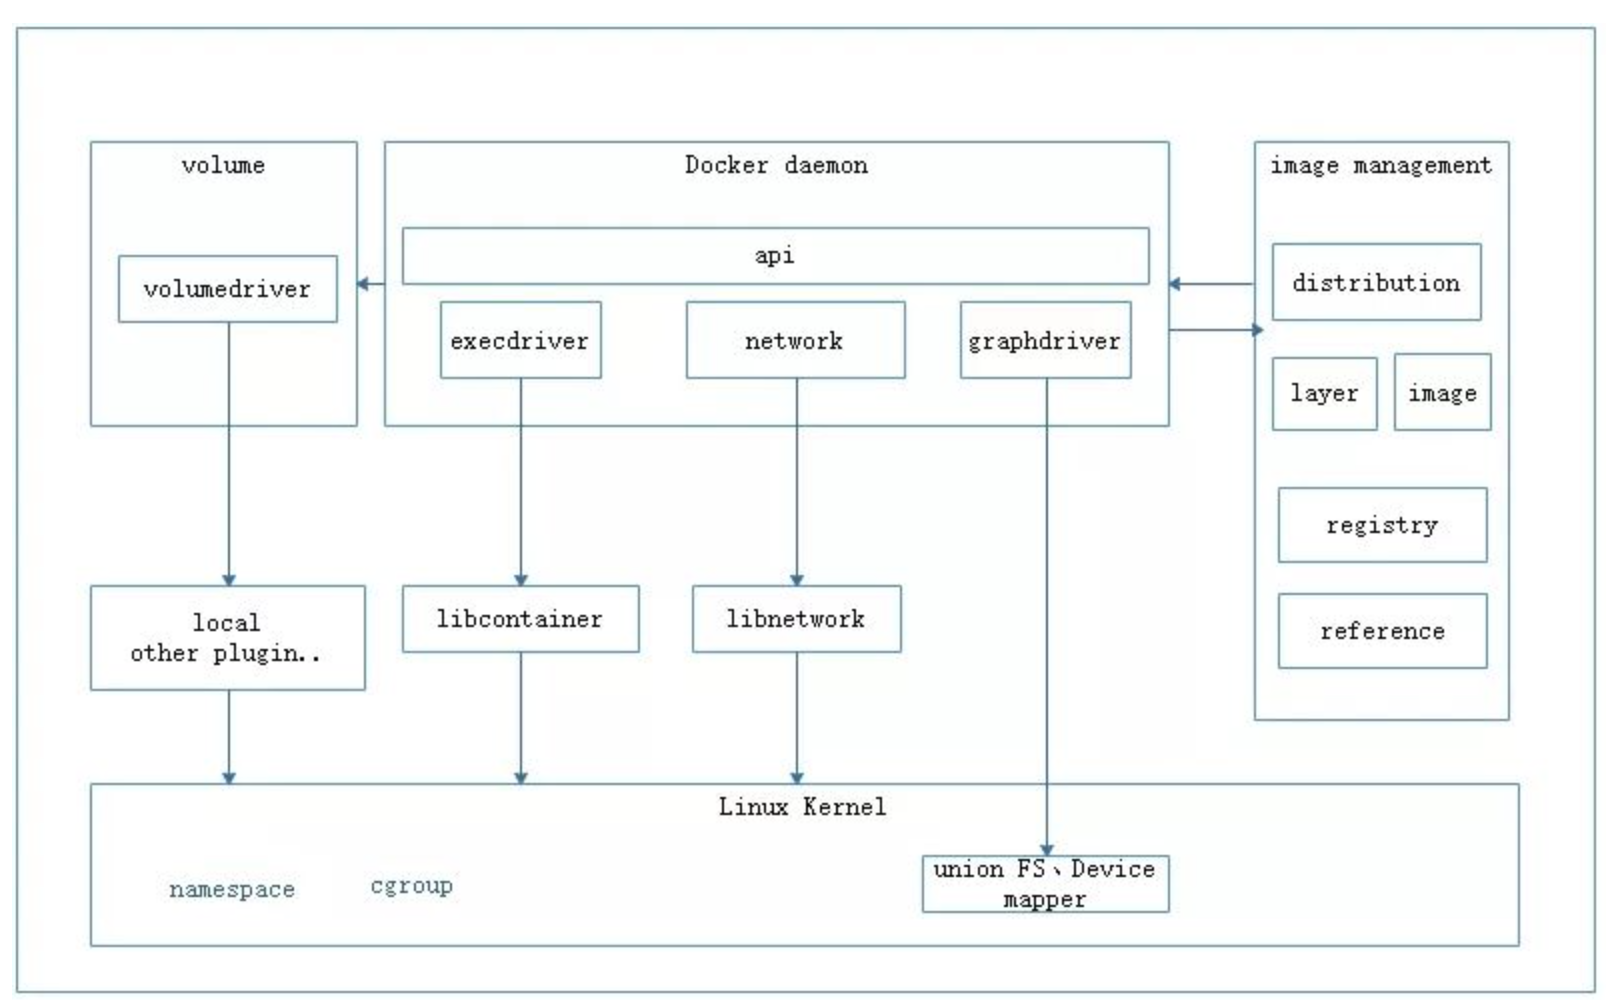 volume
Docker daemon
image management
api
volumedriver
execdriver
network
graphdriver
distribution
layer
image
registry
reference
local
other plugin..
libcontainer
libnetwork
Linux Kernel
namespace
cgroup
union FS、Device
mapper